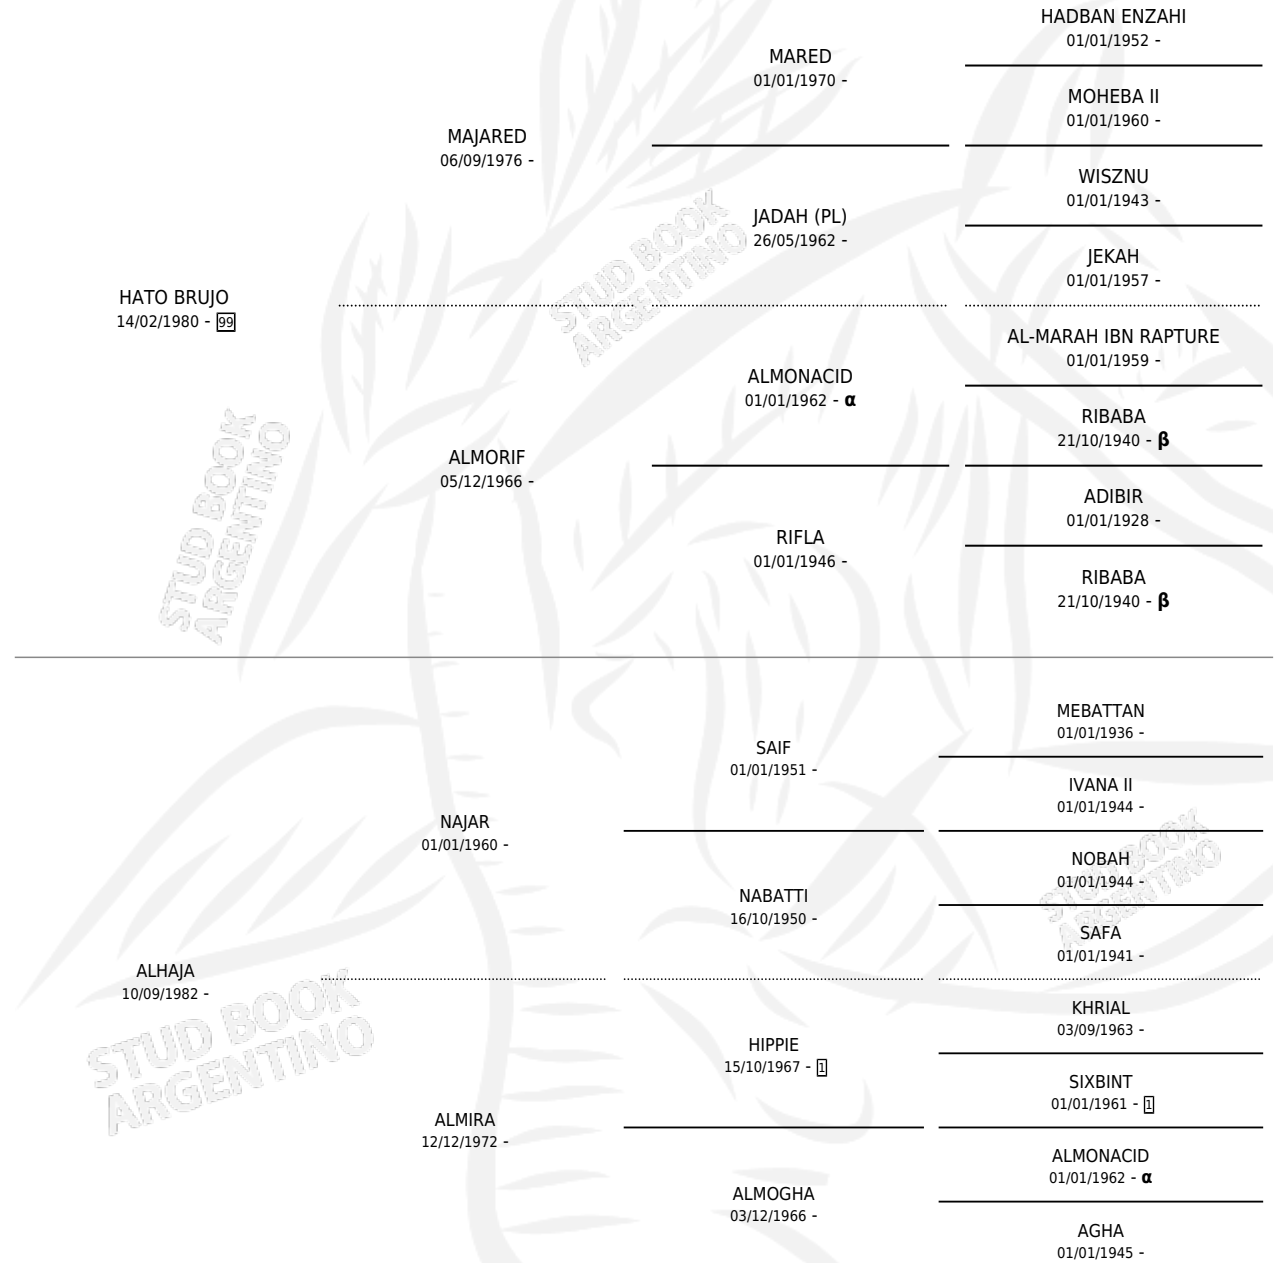 HADBAN ENZAHI
01/01/1952 -
MARED
01/01/1970 -
MOHEBA II
01/01/1960 -
MAJARED
06/09/1976 -
WISZNU
01/01/1943 -
JADAH (PL)
26/05/1962 -
JEKAH
01/01/1957 -
HATO BRUJO
14/02/1980 - 99
AL-MARAH IBN RAPTURE
01/01/1959 -
ALMONACID
01/01/1962 - α
RIBABA
21/10/1940 - β
ALMORIF
05/12/1966 -
ADIBIR
01/01/1928 -
RIFLA
01/01/1946 -
RIBABA
21/10/1940 - β
MEBATTAN
01/01/1936 -
SAIF
01/01/1951 -
IVANA II
01/01/1944 -
NAJAR
01/01/1960 -
NOBAH
01/01/1944 -
NABATTI
16/10/1950 -
SAFA
01/01/1941 -
ALHAJA
10/09/1982 -
KHRIAL
03/09/1963 -
HIPPIE
15/10/1967 - 1
SIXBINT
01/01/1961 - 1
ALMIRA
12/12/1972 -
ALMONACID
01/01/1962 - α
ALMOGHA
03/12/1966 -
AGHA
01/01/1945 -
STUD BOOK
ARGENTINO
STUD BOOK
ARGENTINO
STUD BOOK
ARGENTINO
STUD BOOK
ARGENTINO